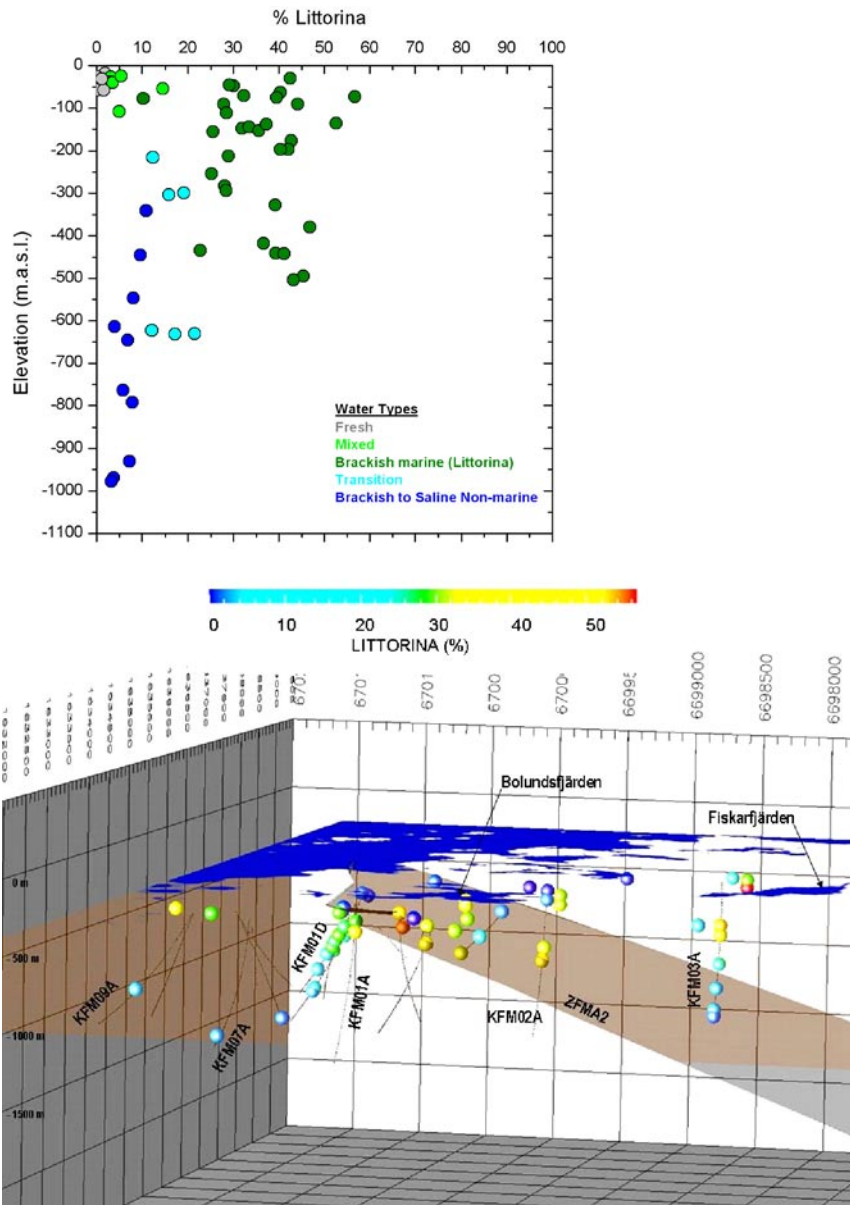 % Littorina
0 10 20 30 40 50 60 70 80 90 100
0
-100
-200
-300
-400
-500
-600
-700
-800
-900
-1000
-1100
Elevation (m.a.s.l.)
Water Types
Fresh
Mixed
Brackish marine (Littorina)
Transition
Brackish to Saline Non-marine
0 10 20 30 40 50
LITTORINA (%)
6701 6700 6699000 6698500 6698000
Bolundsfjärden
Fiskarfjärden
0 m
500 m
1000 m
-1500 m
KFM09A
KFM07A
KFM01D
KFM01A
KFM02A
ZFMA2
KFM03A